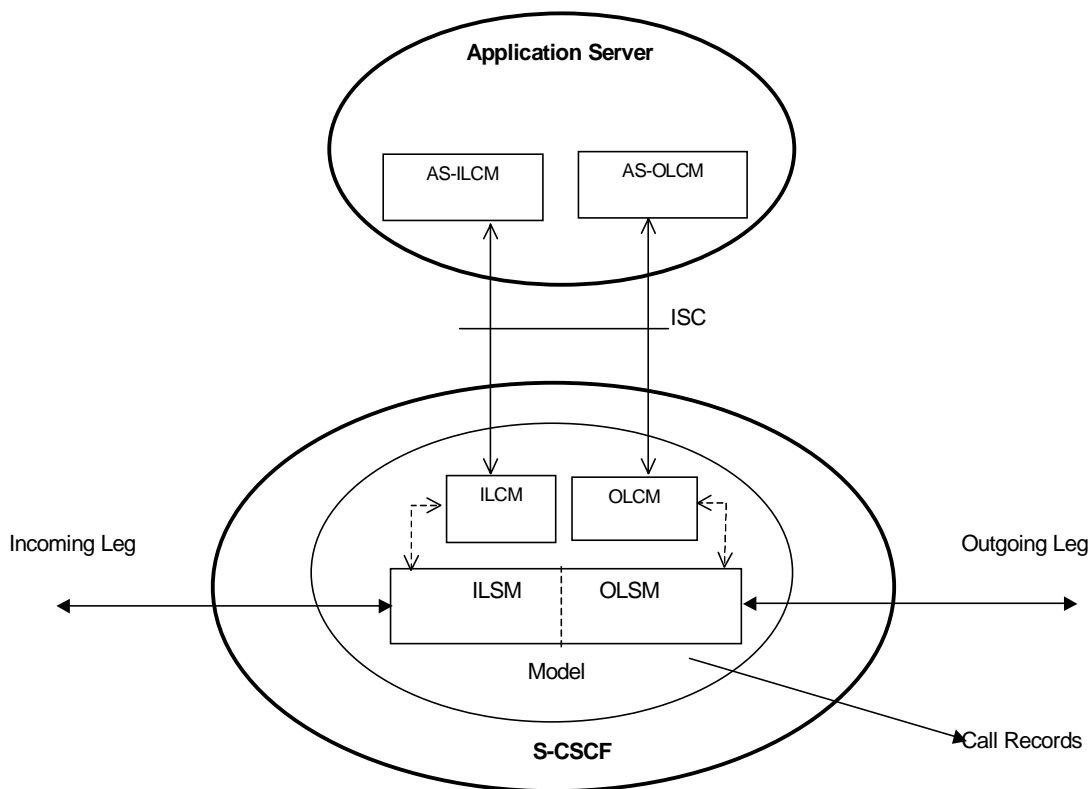 Application Server
AS-ILCM
AS-OLCM
ISC
ILCM
OLCM
Incoming Leg
Outgoing Leg
ILSM
OLSM
Model
S-CSCF
Call Records